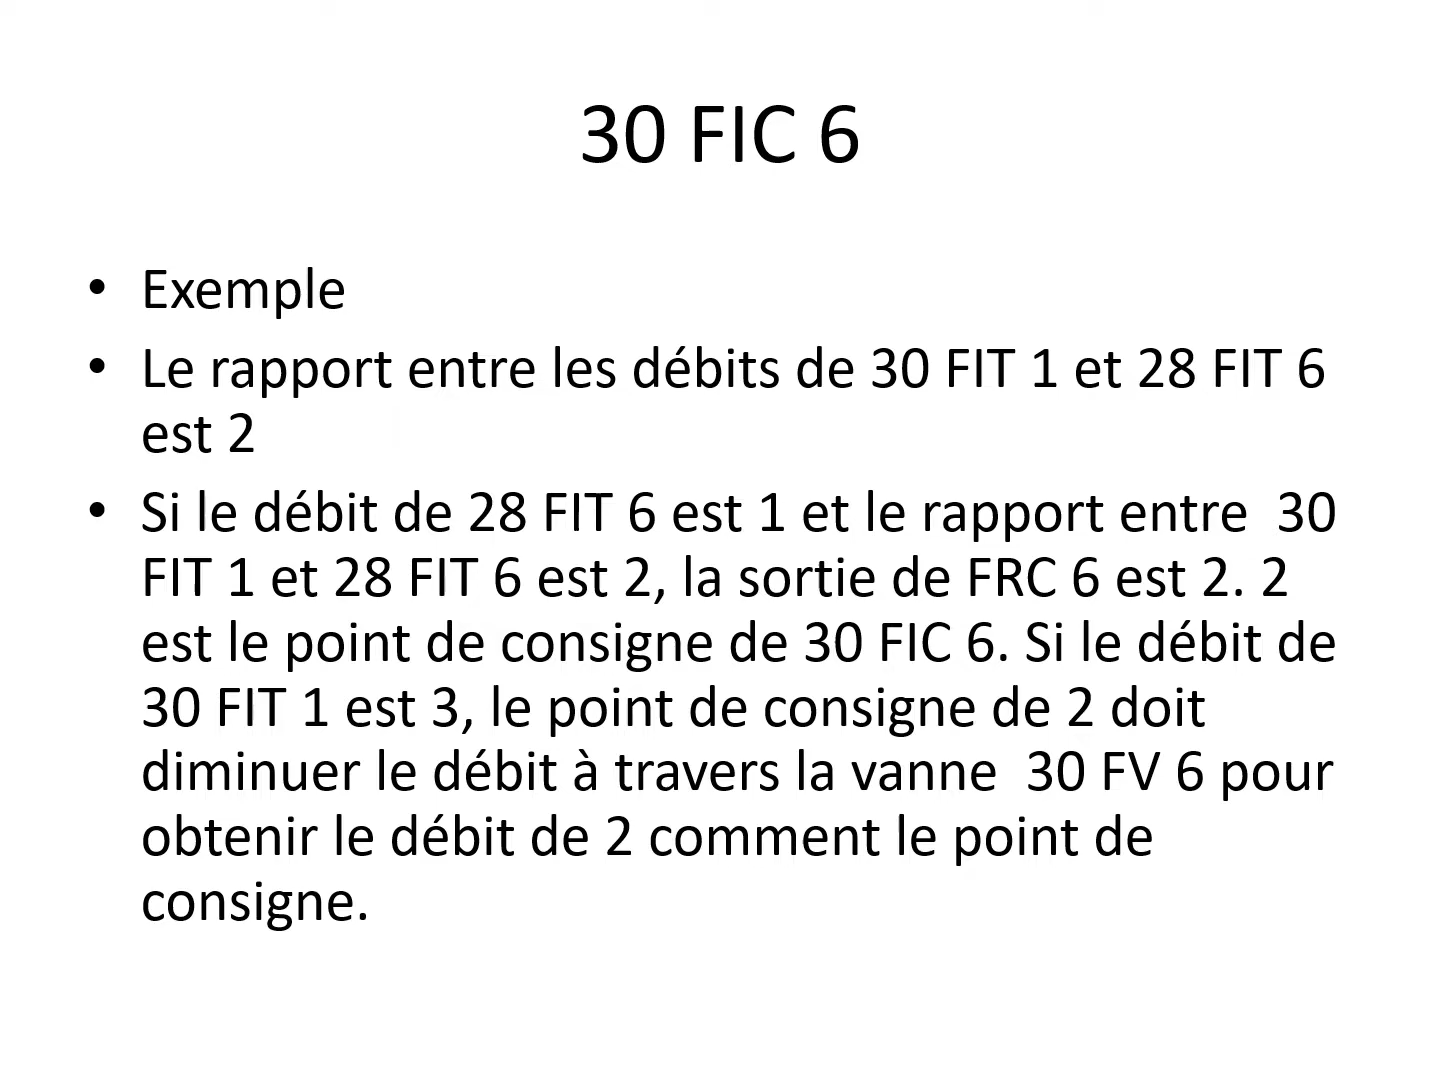 30 FIC 6
• Exemple
• Le rapport entre les débits de 30 FIT 1 et 28 FIT 6
est 2
• Si le débit de 28 FIT 6 est 1 et le rapport entre  30
FIT 1 et 28 FIT 6 est 2, la sortie de FRC 6 est 2. 2
est le point de consigne de 30 FIC 6. Si le débit de
30 FIT 1 est 3, le point de consigne de 2 doit
diminuer le débit à travers la vanne  30 FV 6 pour
obtenir le débit de 2 comment le point de
consigne.